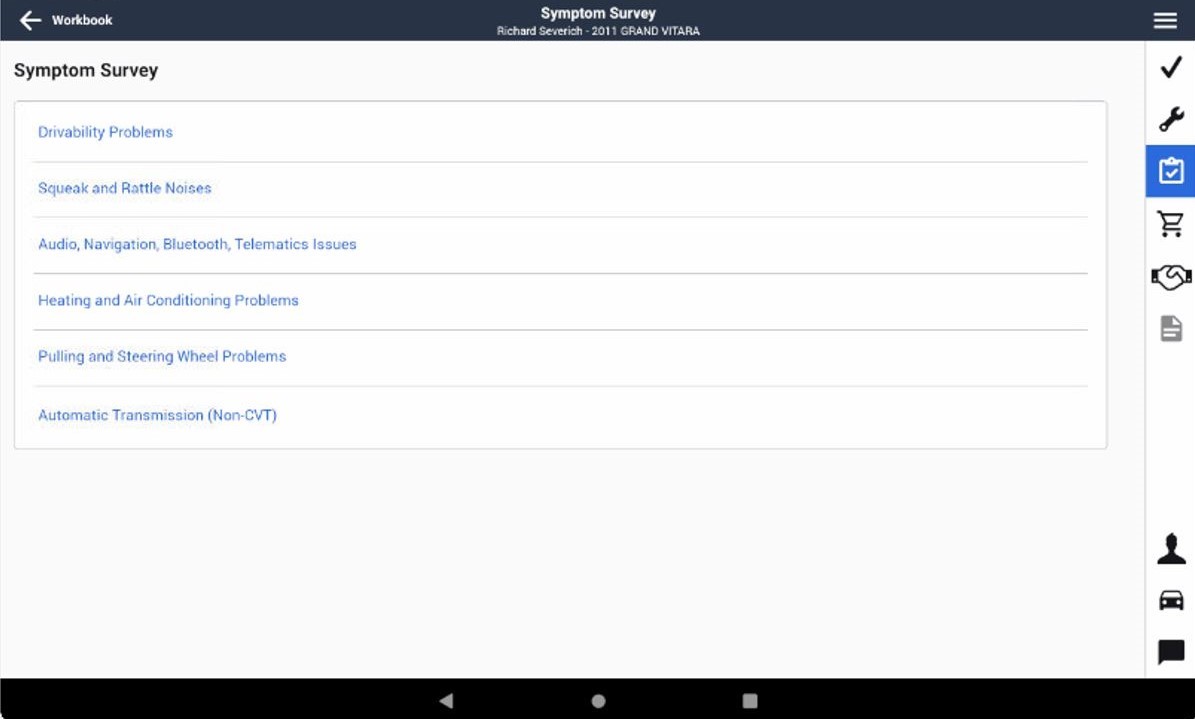 Workbook
Symptom Survey
Richard Severich - 2011 GRAND VITARA
Symptom Survey
Drivability Problems
Squeak and Rattle Noises
Audio, Navigation, Bluetooth, Telematics Issues
Heating and Air Conditioning Problems
Pulling and Steering Wheel Problems
Automatic Transmission (Non-CVT)